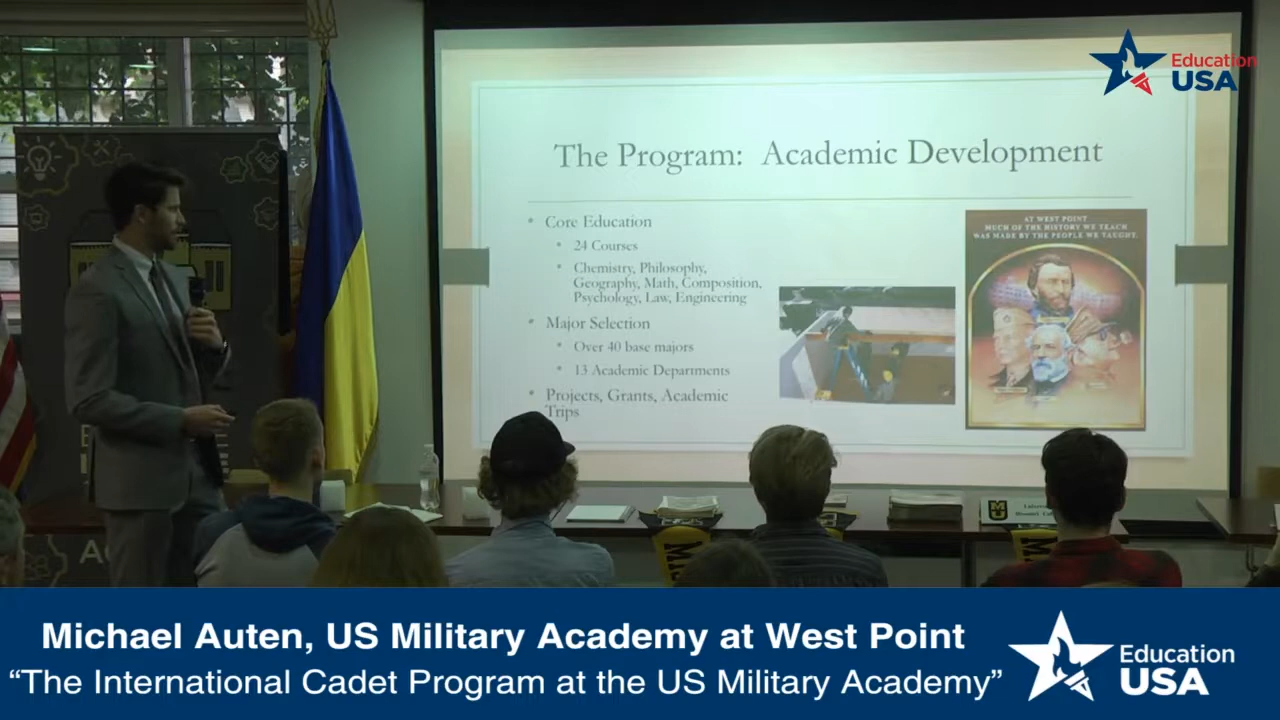 Education
USA
The Program: Academic Development
Core Education
24 Courses
Chemistry, Philosophy,
Geography, Math, Composition,
Psychology, Law, Engineering
Major Selection
Over 40 base majors
13 Academic Departments
Projects, Grants, Academic
Trips
AT WEST POINT
MUCH OF THE HISTORY WE TEACH
WAS MADE BY THE PEOPLE WE TAUGHT.
MU
Michael Auten, US Military Academy at West Point
“The International Cadet Program at the US Military Academy”
Education
USA